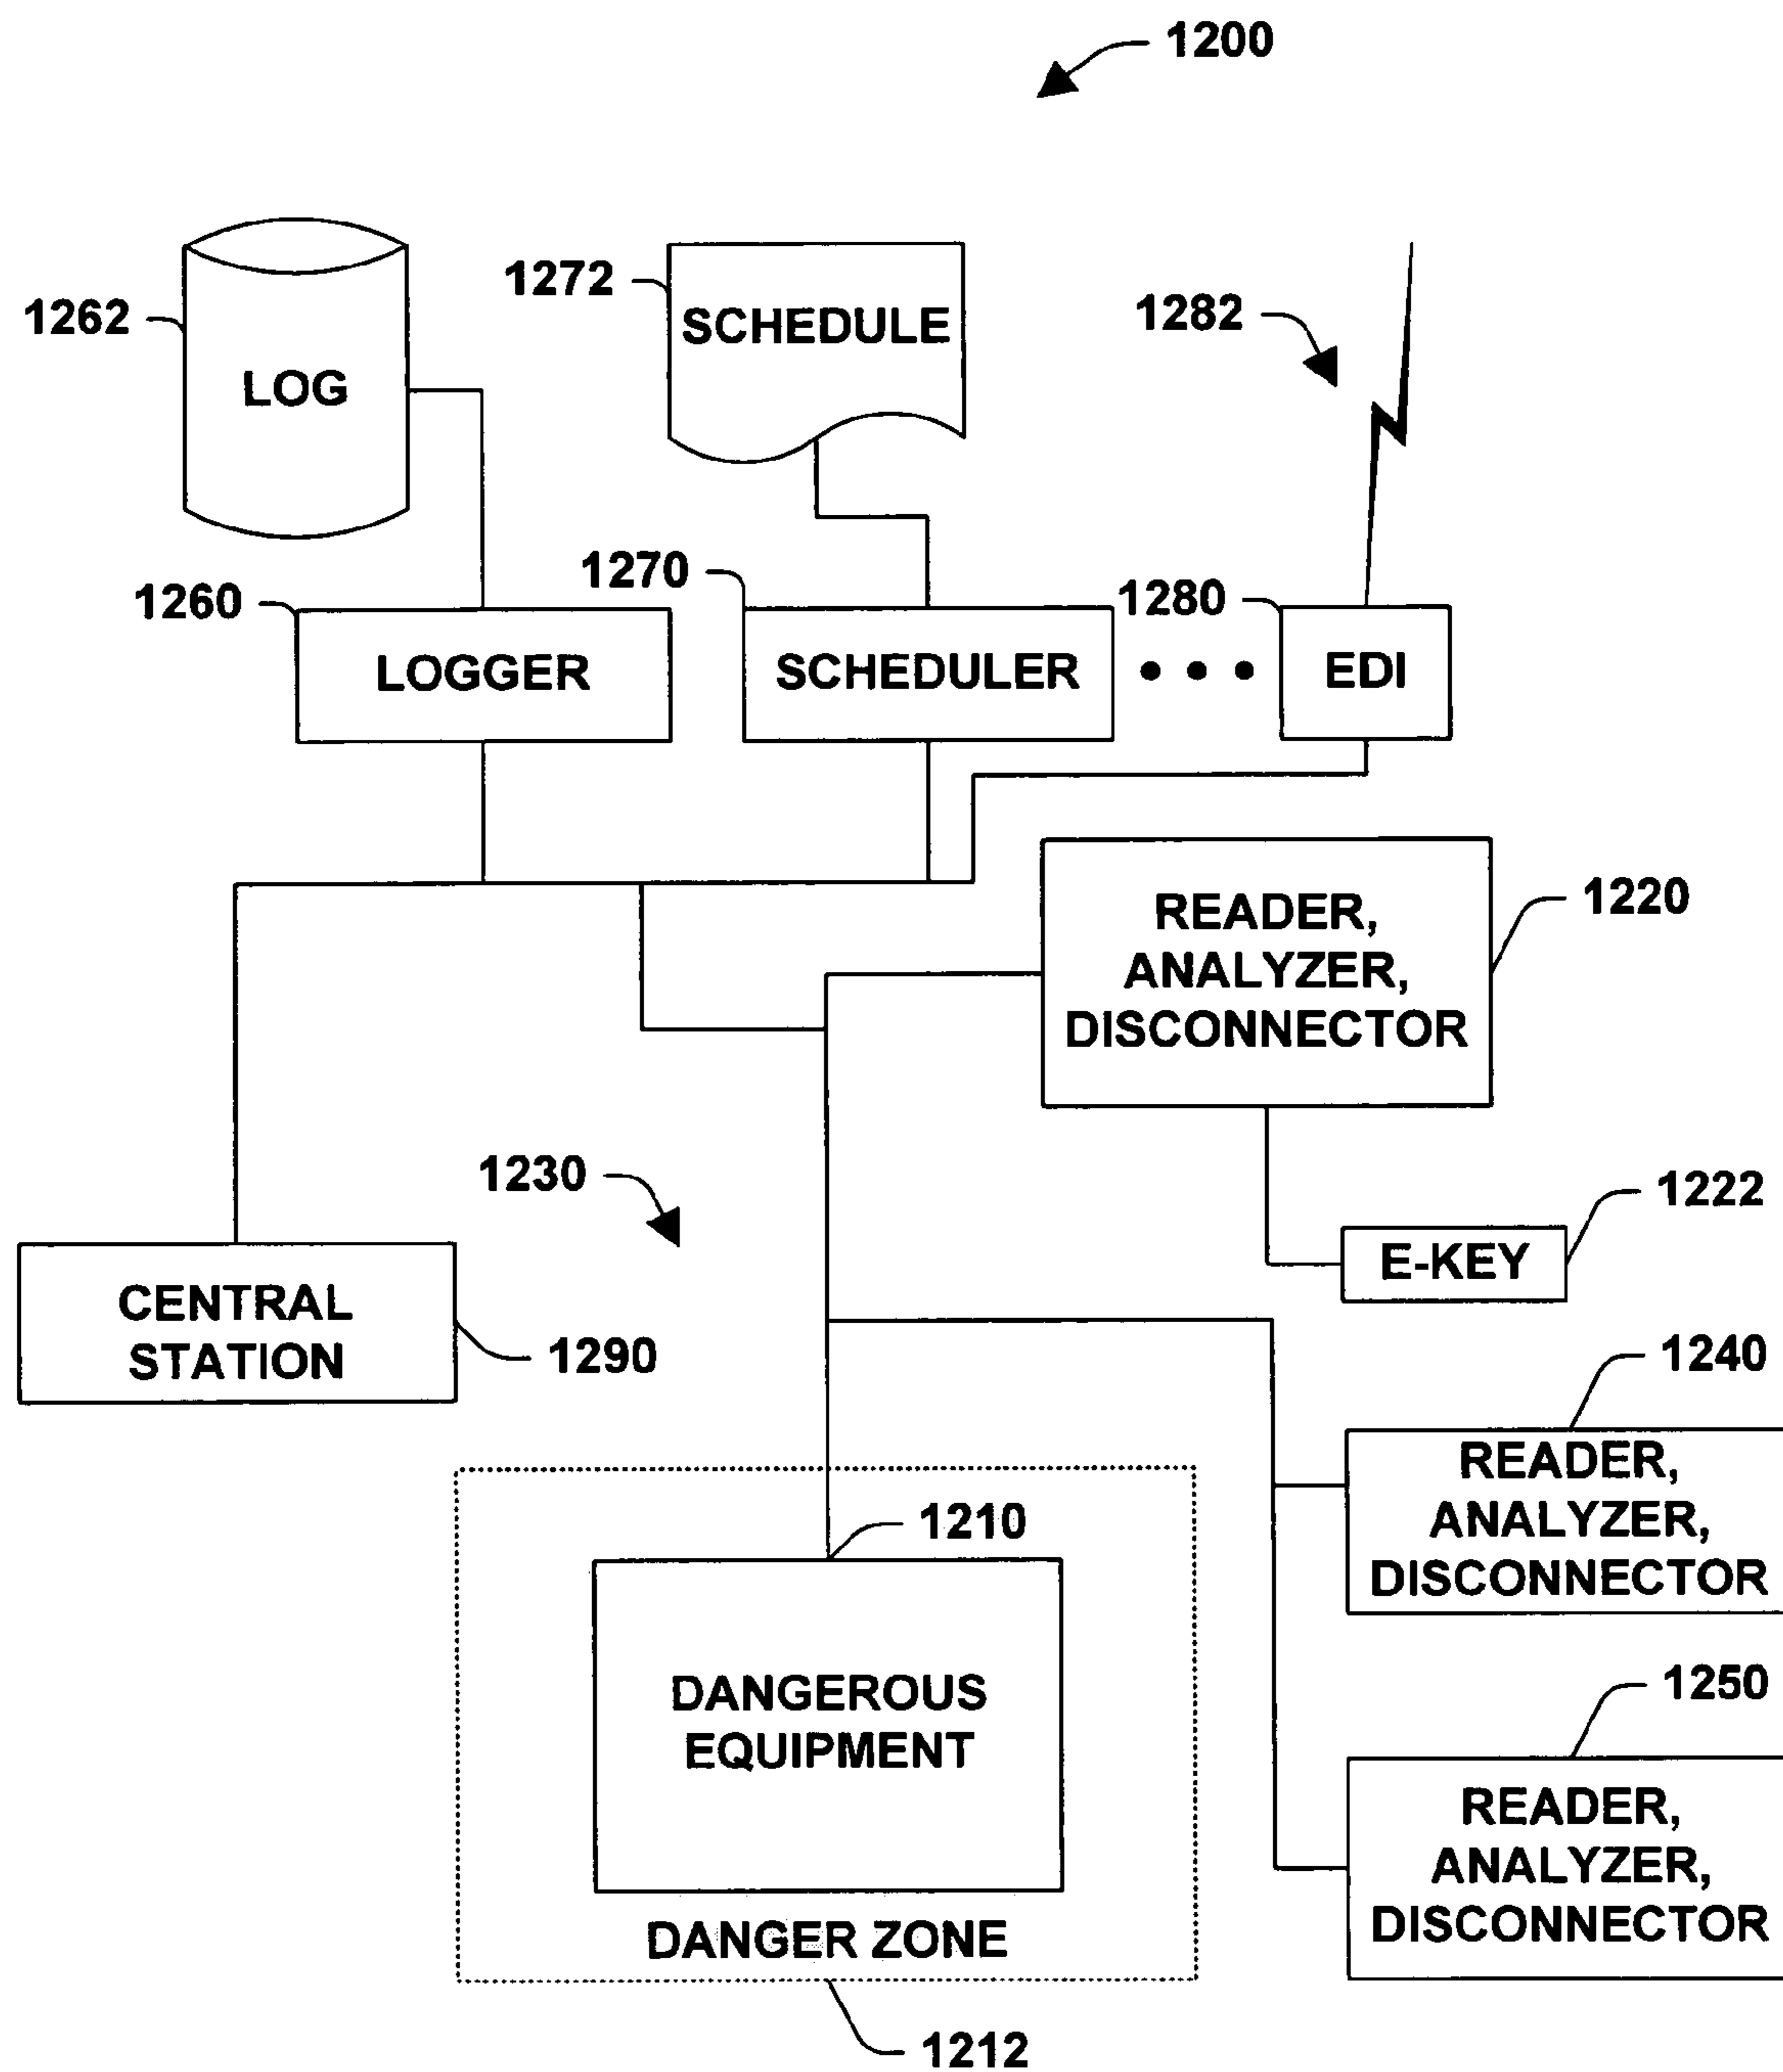 1200
1262
LOG
1272
SCHEDULE
1282
1260
LOGGER
1270
SCHEDULER
1280
EDI
READER,
ANALYZER,
DISCONNECTOR
1220
1230
1222
E-KEY
CENTRAL
STATION
1290
1240
READER,
ANALYZER,
DISCONNECTOR
1210
DANGEROUS
EQUIPMENT
1250
READER,
ANALYZER,
DISCONNECTOR
DANGER ZONE
1212